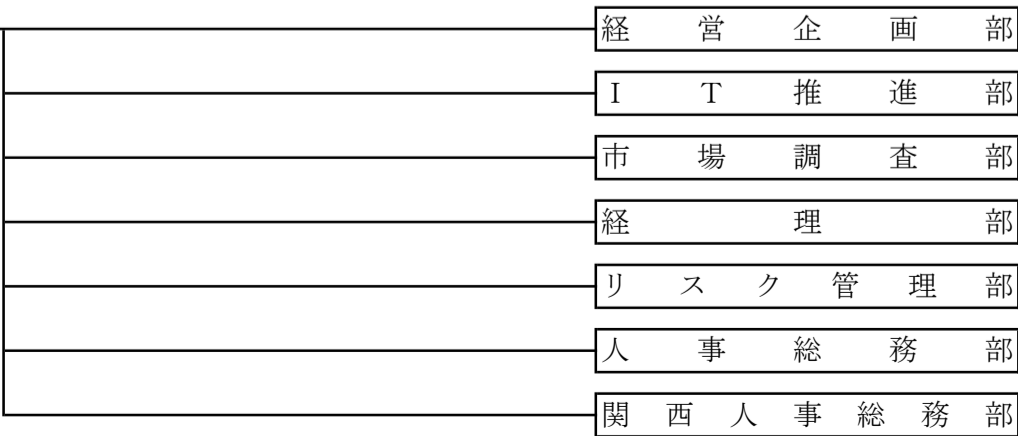 経営企画部
IT推進部
市場調査部
経理部
リスク管理部
人事総務部
関西人事総務部